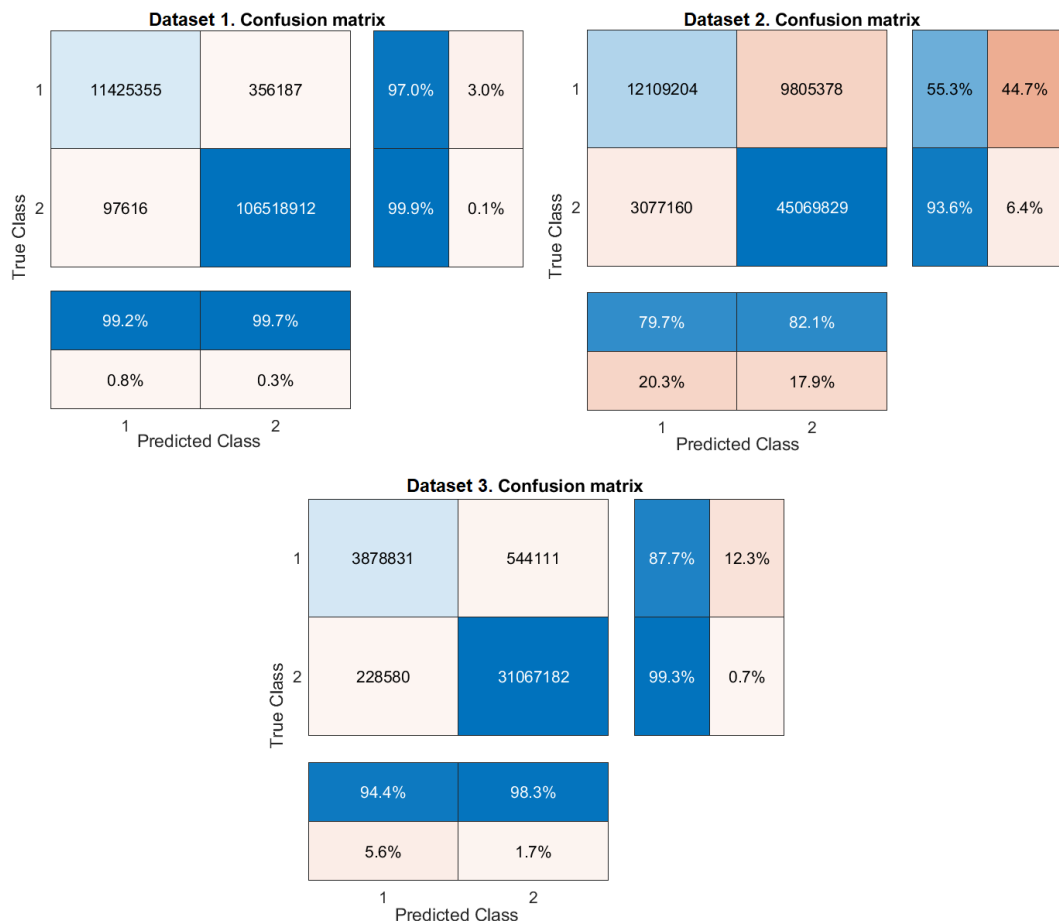 Dataset 1. Confusion matrix
1 11425355 356187 97.0% 3.0%
2 97616 106518912 99.9% 0.1%
True Class
99.2% 99.7%
0.8% 0.3%
1 2
Predicted Class
Dataset 2. Confusion matrix
1 12109204 9805378 55.3% 44.7%
2 3077160 45069829 93.6% 6.4%
True Class
79.7% 82.1%
20.3% 17.9%
1 2
Predicted Class
Dataset 3. Confusion matrix
1 3878831 544111 87.7% 12.3%
2 228580 31067182 99.3% 0.7%
True Class
94.4% 98.3%
5.6% 1.7%
1 2
Predicted Class